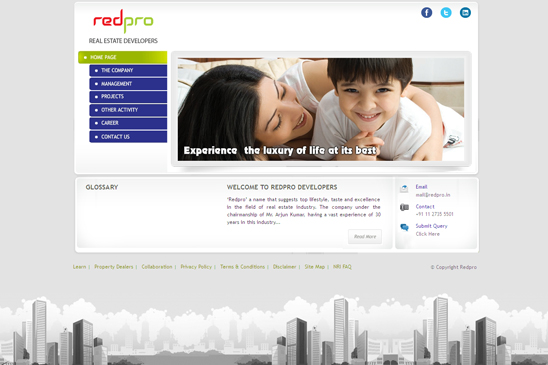 redpro
REAL ESTATE DEVELOPERS
HOME PAGE
THE COMPANY
MANAGEMENT
PROJECTS
OTHER ACTIVITY
CAREER
CONTACT US
Experience the luxury of life at its best
GLOSSARY
WELCOME TO REDPRO DEVELOPERS
'Redpro' a name that suggests top lifestyle, taste and excellence
in the field of real estate industry. The company under the
chairmanship of Mr. Arjun Kumar, having a vast experience of 30
years in this industry...
Read More
Email
mail@redpro.in
Contact
+91 11 2735 5501
Submit Query
Click Here
Learn | Property Dealers | Collaboration | Privacy Policy | Terms & Conditions | Disclaimer | Site Map | NRI FAQ
© Copyright Redpro